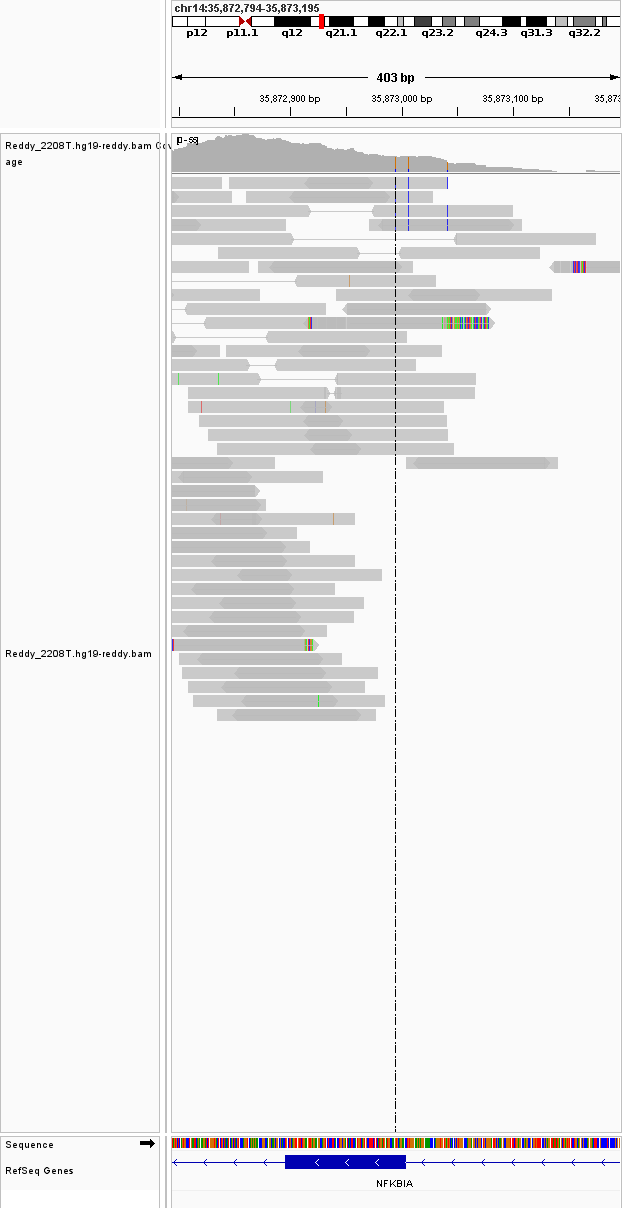 chr14:35,872,794-35,873,195
p12 p11.1 q12 q21.1 q22.1 q23.2 q24.3 q31.3 q32.2
403 bp
35,872,900 bp 35,873,000 bp 35,873,100 bp 35,873
Reddy_2208T.hg19-reddy.bam Cov
age
Reddy_2208T.hg19-reddy.bam
Sequence
RefSeq Genes
NFKBIA